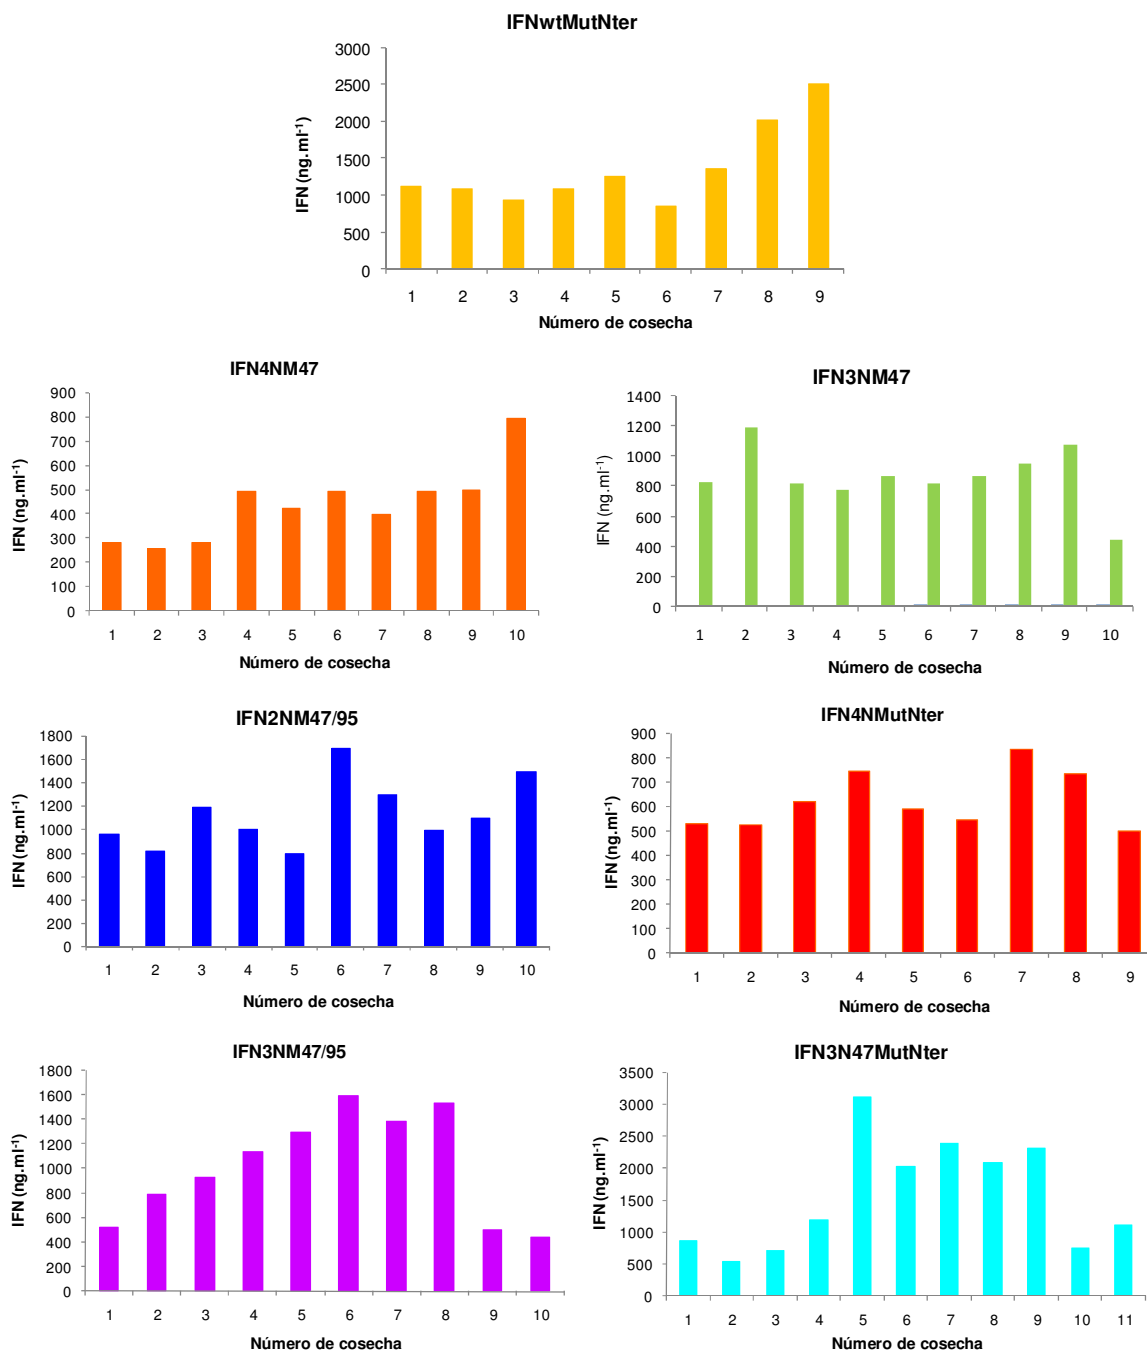 IFNwtMutNter
IFN (ng.ml⁻¹)
3000
2500
2000
1500
1000
500
0
1 2 3 4 5 6 7 8 9
Número de cosecha
IFN4NM47
IFN (ng.ml⁻¹)
900
800
700
600
500
400
300
200
100
0
1 2 3 4 5 6 7 8 9 10
Número de cosecha
IFN3NM47
IFN (ng.ml⁻¹)
1400
1200
1000
800
600
400
200
0
1 2 3 4 5 6 7 8 9 10
Número de cosecha
IFN2NM47/95
IFN (ng.ml⁻¹)
1800
1600
1400
1200
1000
800
600
400
200
0
1 2 3 4 5 6 7 8 9 10
Número de cosecha
IFN4NMutNter
IFN (ng.ml⁻¹)
900
800
700
600
500
400
300
200
100
0
1 2 3 4 5 6 7 8 9
Número de cosecha
IFN3NM47/95
IFN (ng.ml⁻¹)
1800
1600
1400
1200
1000
800
600
400
200
0
1 2 3 4 5 6 7 8 9 10
Número de cosecha
IFN3N47MutNter
IFN (ng.ml⁻¹)
3500
3000
2500
2000
1500
1000
500
0
1 2 3 4 5 6 7 8 9 10 11
Número de cosecha